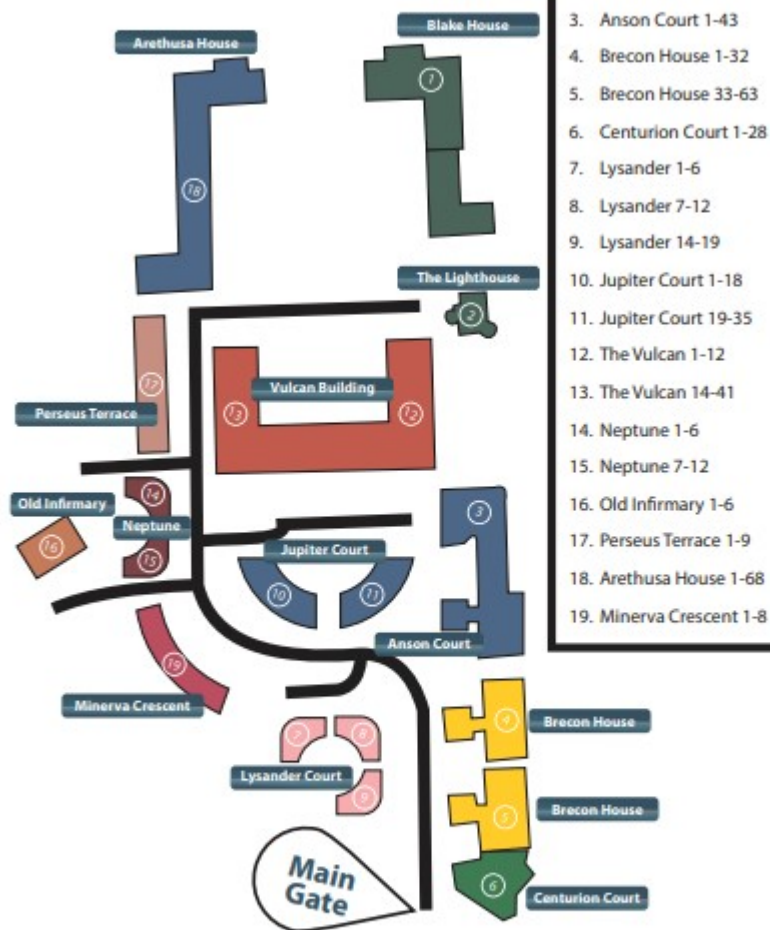 Arethusa House
Blake House
1
18
The Lighthouse
2
17
Vulcan Building
13
12
Perseus Terrace
Old Infirmary
14
Neptune
16
15
3
Jupiter Court
10
11
Anson Court
19
Minerva Crescent
4
Brecon House
7
8
Lysander Court
9
5
Brecon House
Main
Gate
6
Centurion Court
3. Anson Court 1-43
4. Brecon House 1-32
5. Brecon House 33-63
6. Centurion Court 1-28
7. Lysander 1-6
8. Lysander 7-12
9. Lysander 14-19
10. Jupiter Court 1-18
11. Jupiter Court 19-35
12. The Vulcan 1-12
13. The Vulcan 14-41
14. Neptune 1-6
15. Neptune 7-12
16. Old Infirmary 1-6
17. Perseus Terrace 1-9
18. Arethusa House 1-68
19. Minerva Crescent 1-8